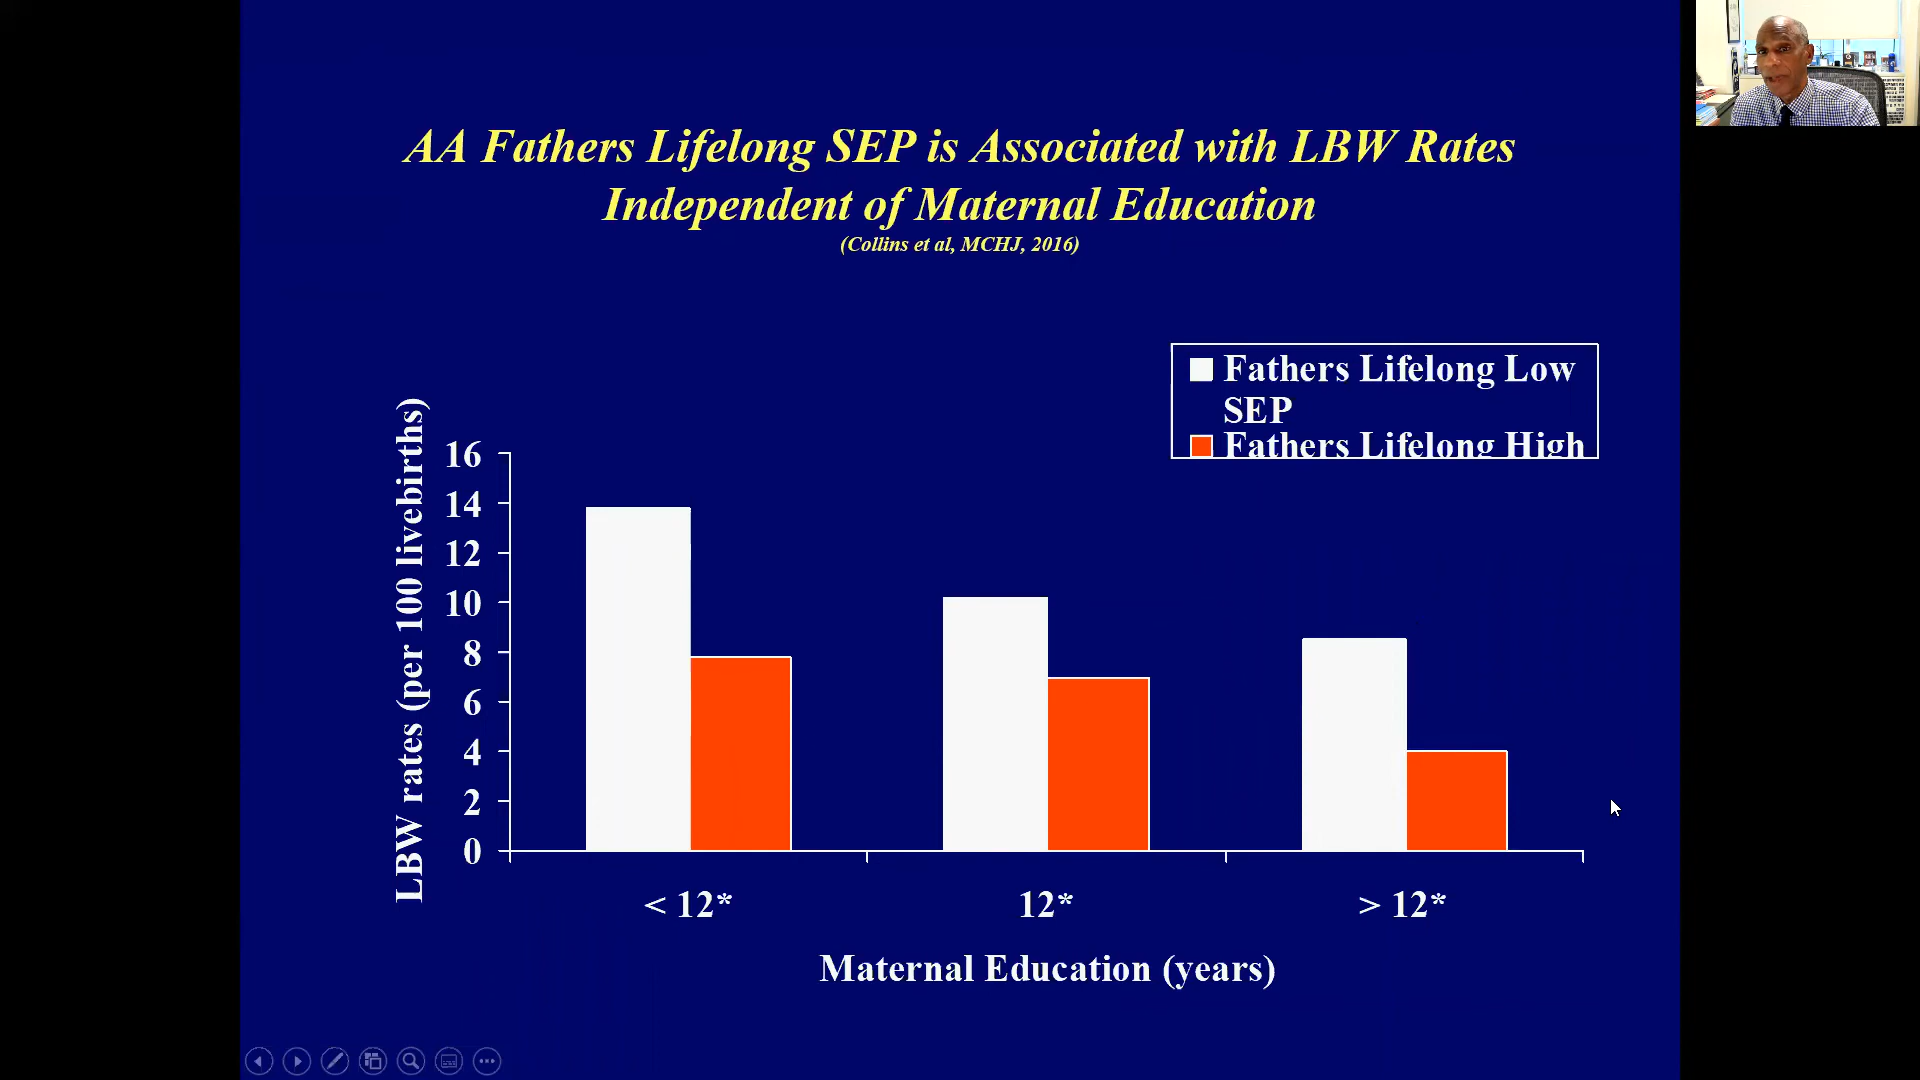 AA Fathers Lifelong SEP is Associated with LBW Rates
Independent of Maternal Education
(Collins et al, MCHJ, 2016)
Fathers Lifelong Low
SEP
Fathers Lifelong High
LBW rates (per 100 livebirths)
16
14
12
10
8
6
4
2
0
< 12*
12*
> 12*
Maternal Education (years)